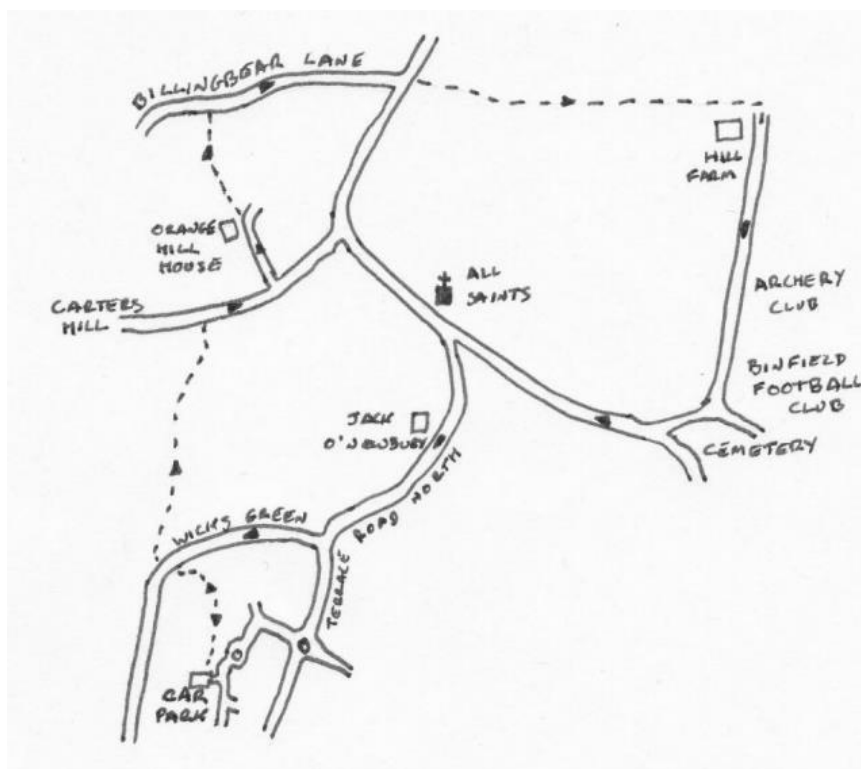 BILLINGBEAR LANE
HILL
FARM
ORANGE
HILL
HOUSE
ALL
SAINTS
CARTERS
HILL
ARCHERY
CLUB
BINFIELD
FOOTBALL
CLUB
JACK
O'NEWBURY
CEMETERY
WICKS GREEN
TERRACE ROAD NORTH
CAR
PARK